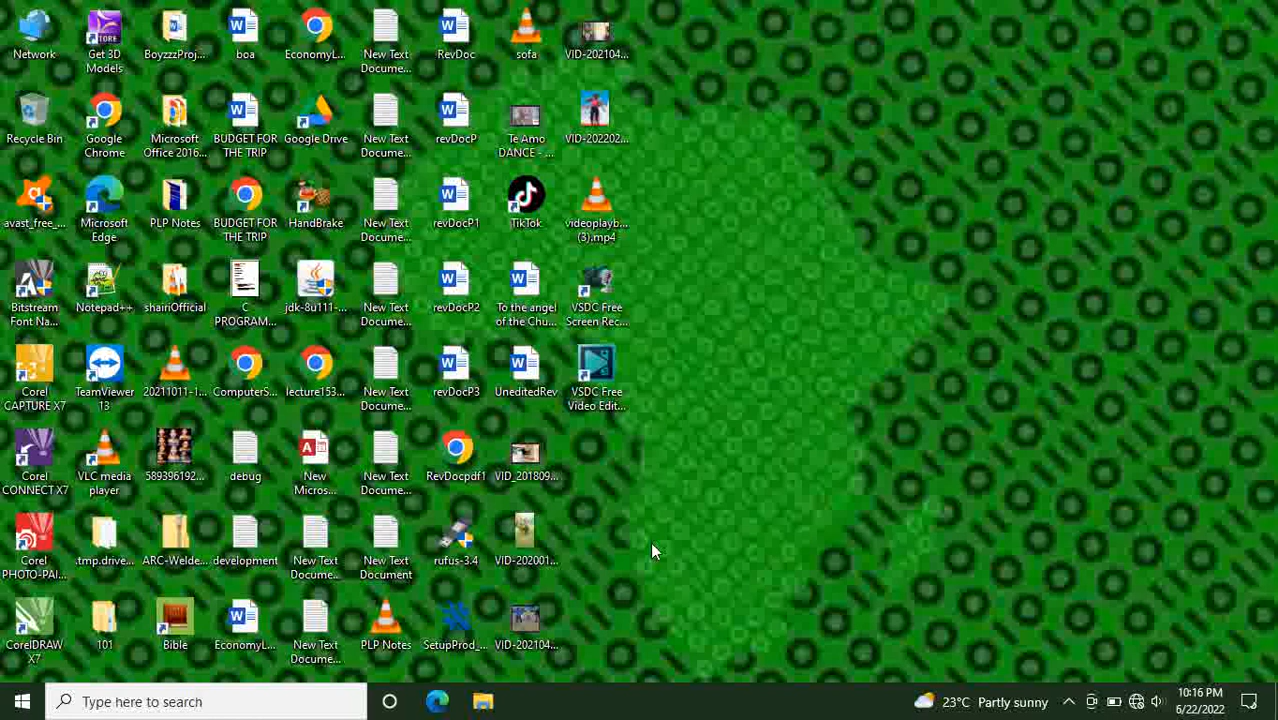 Network
Get 3D
Models
BoyzzzProj...
boa
EconomyL...
New Text
Docume...
RevDoc
sofa
VID-202104...
Recycle Bin
Google
Chrome
Microsoft
Office 2016...
BUDGET FOR
THE TRIP
Google Drive
New Text
Docume...
revDocP
Te Amo
DANCE - ...
VID-202202...
avast_free_...
Microsoft
Edge
PLP Notes
BUDGET FOR
THE TRIP
HandBrake
New Text
Docume...
revDocP1
TikTok
videoplayb...
(3).mp4
Bitstream
Font Na...
Notepad++
shairiOfficial
C
PROGRAM...
jdk-8u111-...
New Text
Docume...
revDocP2
To the angel
of the Chu...
VSDC Free
Screen Rec...
Corel
CAPTURE X7
TeamViewer
13
20211011-1...
ComputerS...
lecture153...
New Text
Docume...
revDocP3
UneditedRev
VSDC Free
Video Edit...
Corel
CONNECT X7
VLC media
player
589396192...
debug
New
Micros...
New Text
Docume...
RevDocpdf1
VID_201809...
Corel
PHOTO-PAI...
.tmp.drive...
ARC-Welde...
development
New Text
Docume...
New Text
Document
rufus-3.4
VID-202001...
CorelDRAW
X7
101
Bible
EconomyL...
New Text
Docume...
PLP Notes
SetupProd_...
VID-202104...
Type here to search
23°C Partly sunny
10:16 PM
6/22/2022